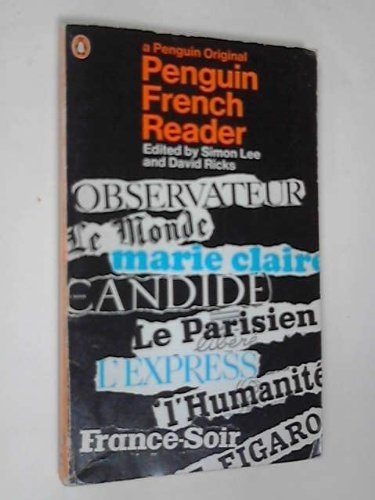 a Penguin Original
Penguin
French
Reader
Edited by Simon Lee
and David Ricks
OBSERVATEUR
Le Monde
marie claire
CANDIDE
Le Parisien
libéré
L'EXPRESS
l'Humanité
France-Soir
FIGARO